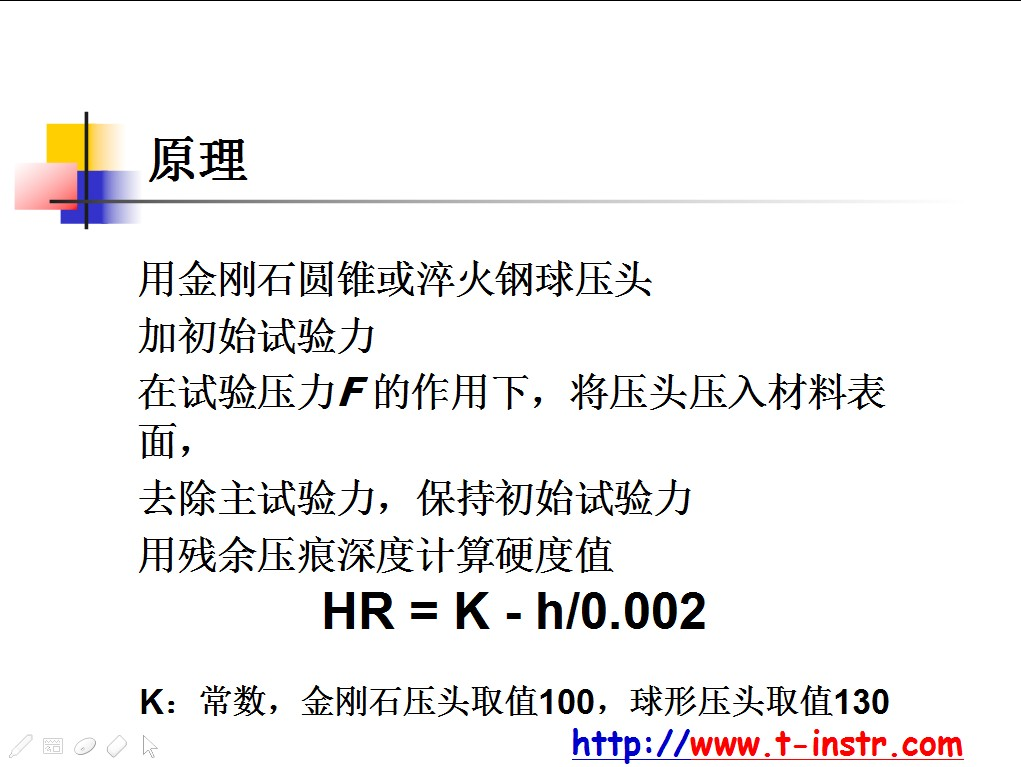 原理
用金刚石圆锥或淬火钢球压头
加初始试验力
在试验压力F 的作用下，将压头压入材料表
面，
去除主试验力，保持初始试验力
用残余压痕深度计算硬度值
HR = K - h/0.002
K：常数，金刚石压头取值100，球形压头取值130
http://www.t-instr.com